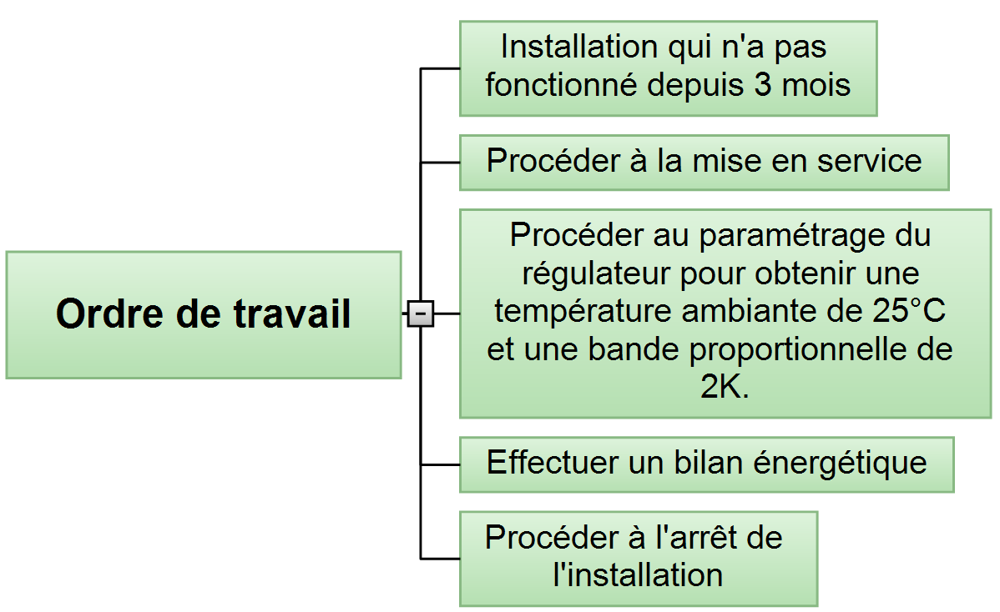 Installation qui n'a pas
fonctionné depuis 3 mois
Procéder à la mise en service
Procéder au paramétrage du
régulateur pour obtenir une
température ambiante de 25°C
et une bande proportionnelle de
2K.
Ordre de travail
Effectuer un bilan énergétique
Procéder à l'arrêt de
l'installation